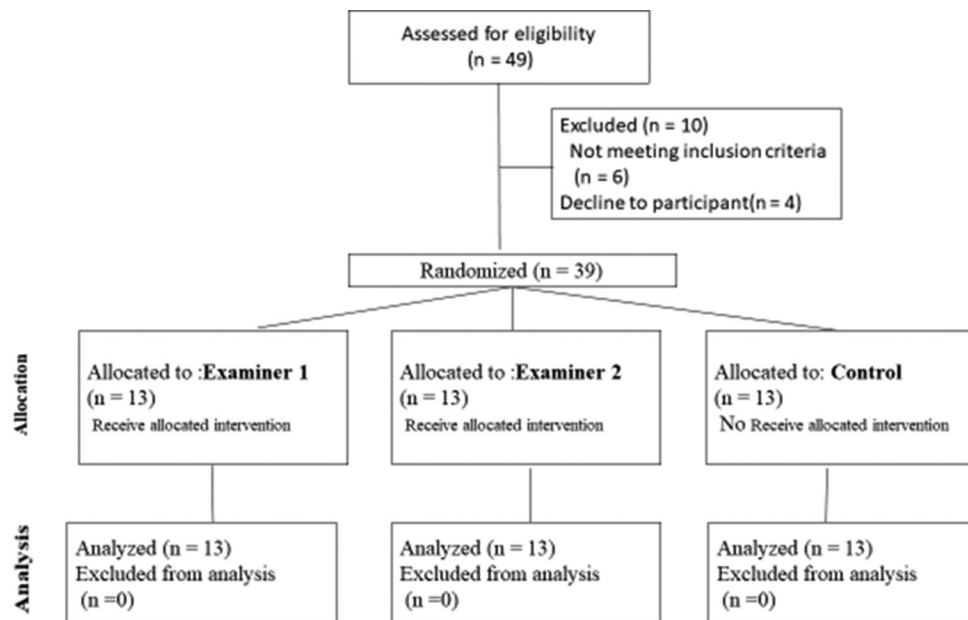 Assessed for eligibility
(n = 49)
Excluded (n = 10)
Not meeting inclusion criteria
(n = 6)
Decline to participant(n = 4)
Randomized (n = 39)
Allocation
Allocated to :Examiner 1
(n = 13)
Receive allocated intervention
Allocated to :Examiner 2
(n = 13)
Receive allocated intervention
Allocated to: Control
(n = 13)
No Receive allocated intervention
Analysis
Analyzed (n = 13)
Excluded from analysis
(n =0)
Analyzed (n = 13)
Excluded from analysis
(n =0)
Analyzed (n = 13)
Excluded from analysis
(n =0)